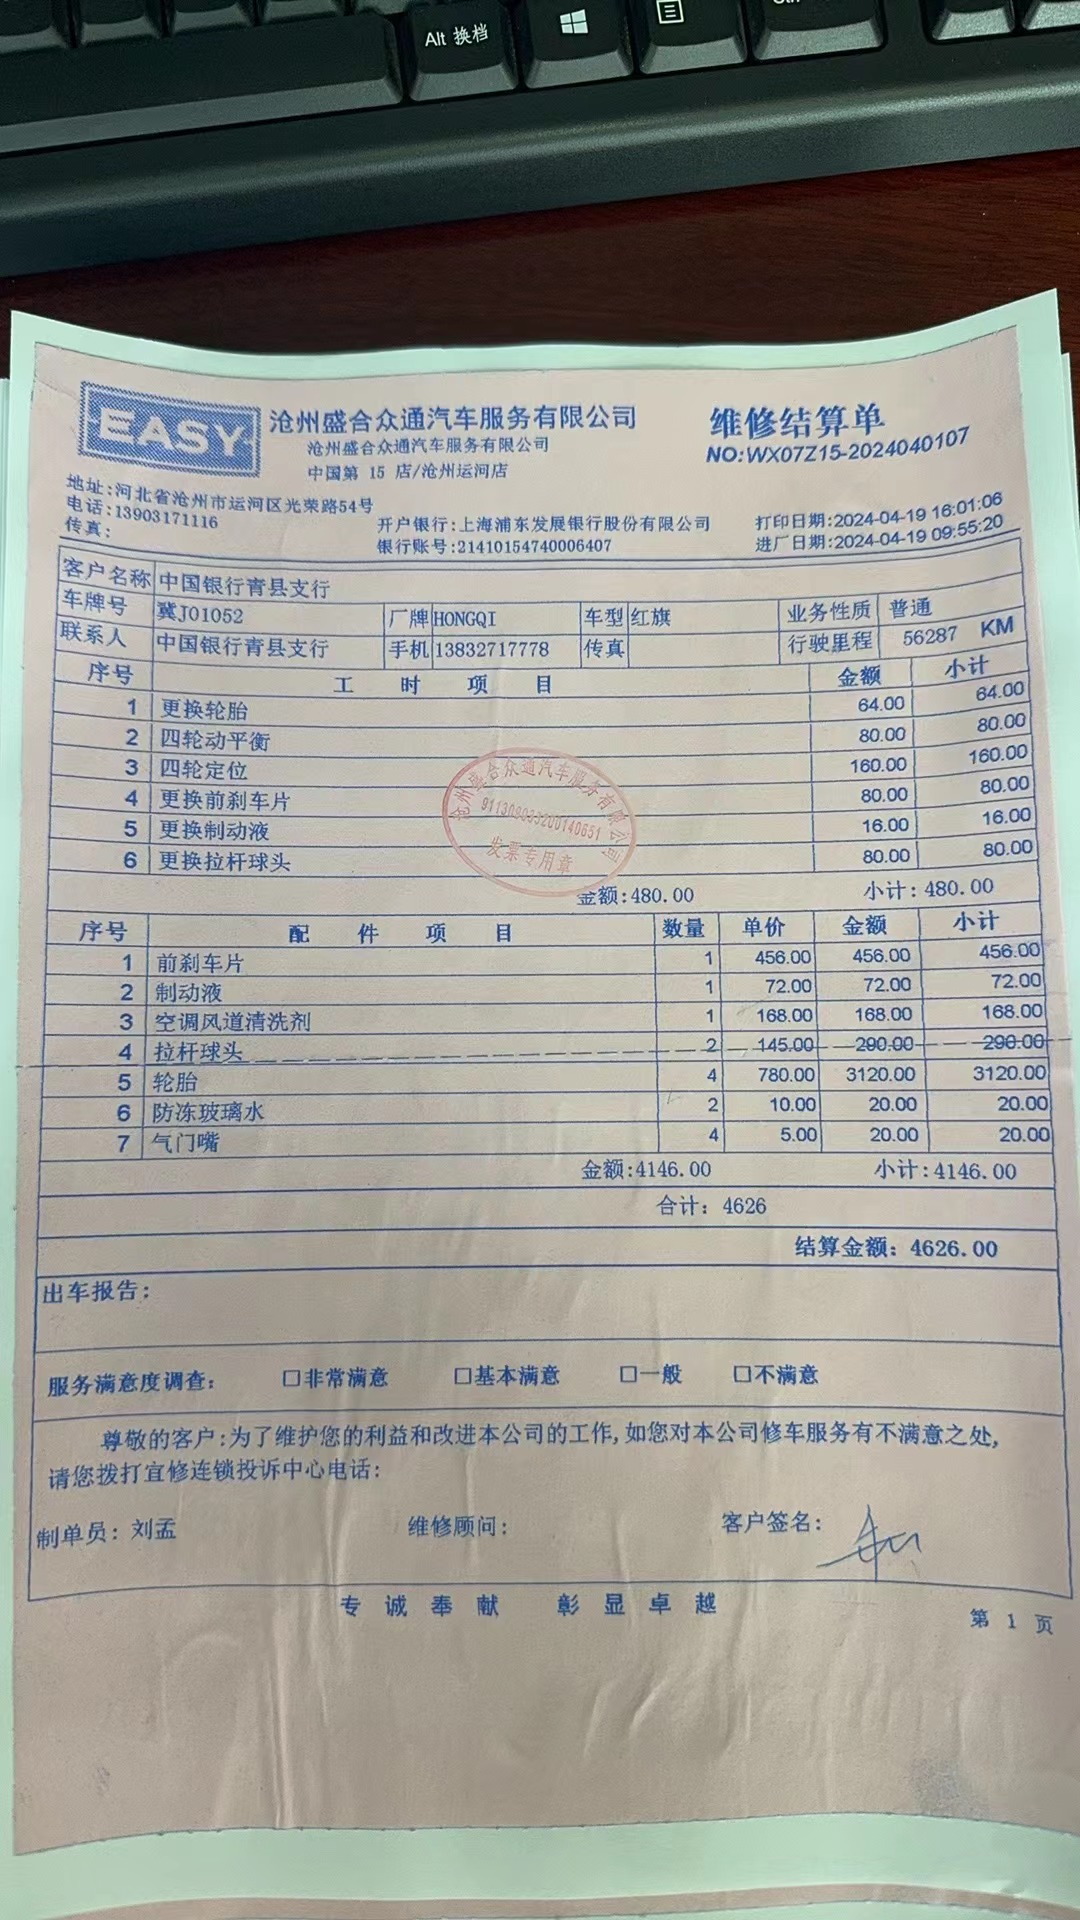 Alt 换档
EASY
沧州盛合众通汽车服务有限公司
沧州盛合众通汽车服务有限公司
中国第 15 店/沧州运河店
维修结算单
NO:WX07Z15-2024040107
地址:河北省沧州市运河区光荣路54号
电话:13903171116
传真:
开户银行:上海浦东发展银行股份有限公司
银行账号:21410154740006407
打印日期:2024-04-19 16:01:06
进厂日期:2024-04-19 09:55:20
客户名称 中国银行青县支行
车牌号 冀J01052 厂牌 HONGQI 车型 红旗 业务性质 普通
联系人 中国银行青县支行 手机 13832717778 传真 行驶里程 56287 KM
序号 工时项目 金额 小计
1 更换轮胎 64.00 64.00
2 四轮动平衡 80.00 80.00
3 四轮定位 160.00 160.00
4 更换前刹车片 80.00 80.00
5 更换制动液 16.00 16.00
6 更换拉杆球头 80.00 80.00
金额:480.00 小计:480.00
沧州盛合众通汽车服务有限公司
发票专用章
序号 配件项目 数量 单价 金额 小计
1 前刹车片 1 456.00 456.00 456.00
2 制动液 1 72.00 72.00 72.00
3 空调风道清洗剂 1 168.00 168.00 168.00
4 拉杆球头 2 145.00 290.00 290.00
5 轮胎 4 780.00 3120.00 3120.00
6 防冻玻璃水 2 10.00 20.00 20.00
7 气门嘴 4 5.00 20.00 20.00
金额:4146.00 小计:4146.00
合计: 4626
结算金额: 4626.00
出车报告:
服务满意度调查: □非常满意 □基本满意 □一般 □不满意
尊敬的客户:为了维护您的利益和改进本公司的工作,如您对本公司修车服务有不满意之处,
请您拨打宜修连锁投诉中心电话:
制单员: 刘孟 维修顾问: 客户签名:
专诚奉献 彰显卓越
第 1 页